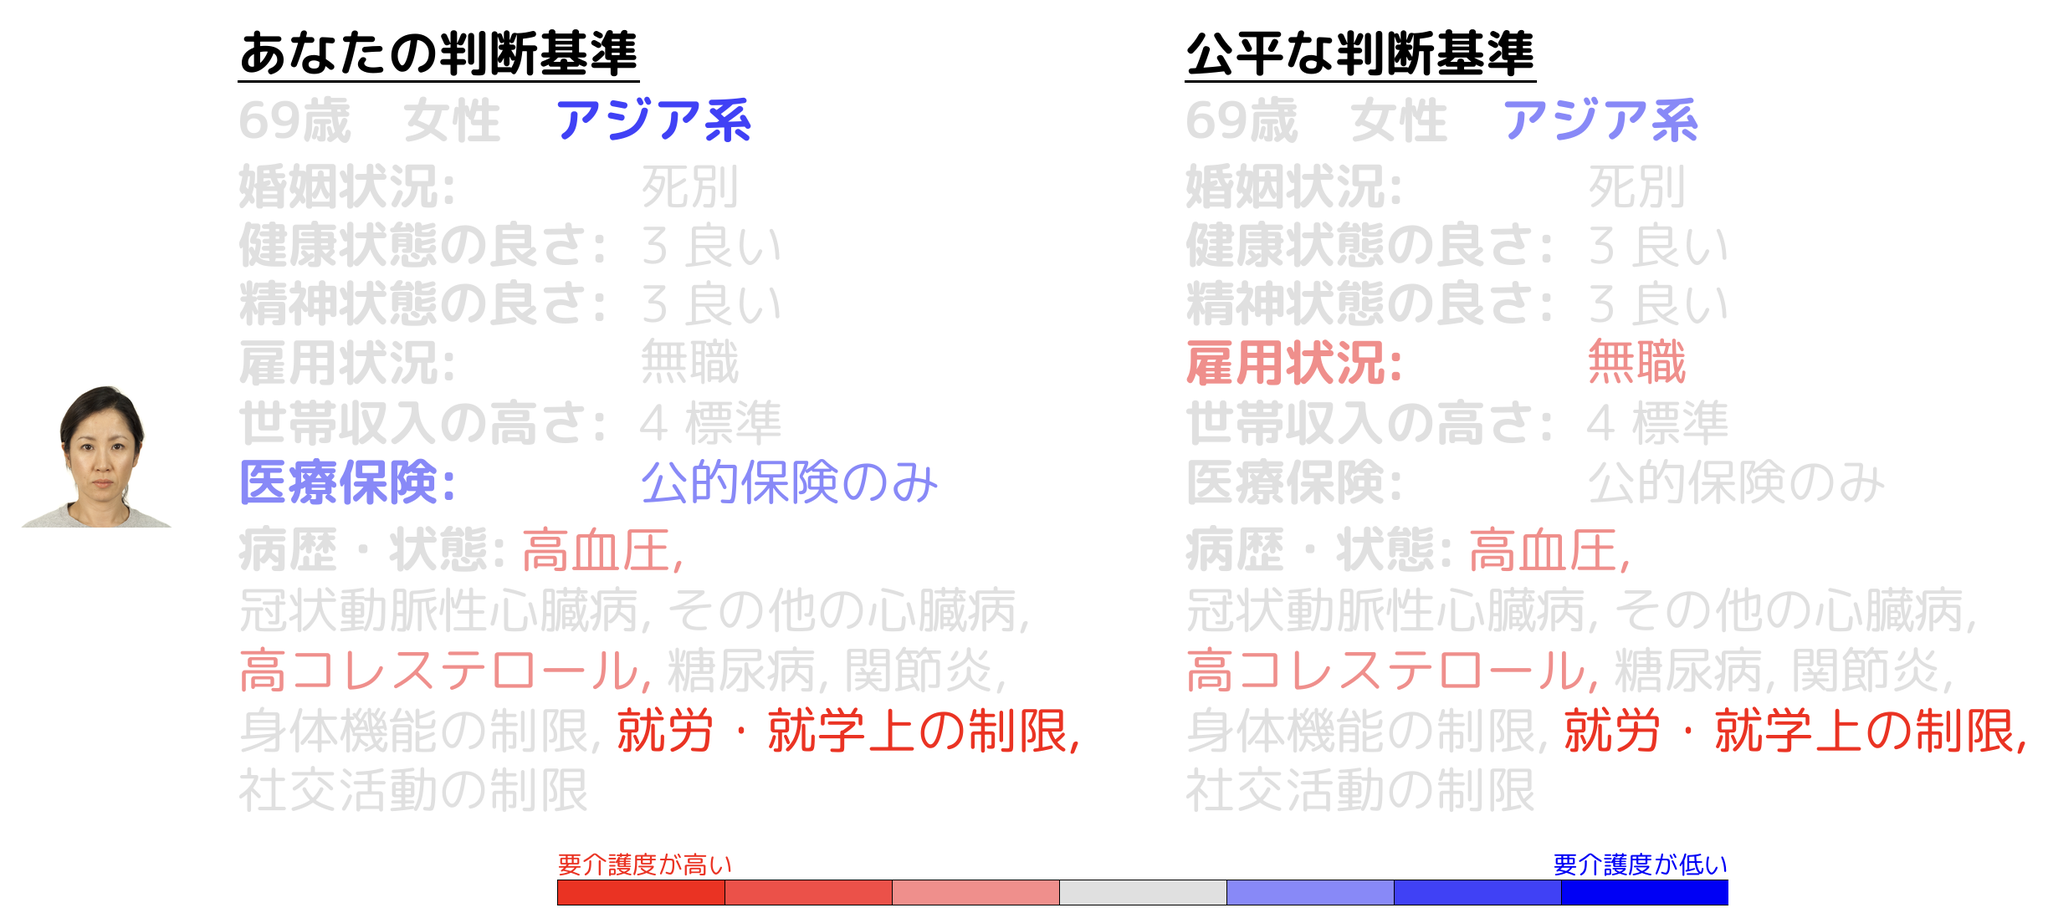 あなたの判断基準
69歳 女性 アジア系
婚姻状況: 死別
健康状態の良さ: 3 良い
精神状態の良さ: 3 良い
雇用状況: 無職
世帯収入の高さ: 4 標準
医療保険: 公的保険のみ
病歴・状態: 高血圧,
冠状動脈性心臓病, その他の心臓病,
高コレステロール, 糖尿病, 関節炎,
身体機能の制限, 就労・就学上の制限,
社交活動の制限
公平な判断基準
69歳 女性 アジア系
婚姻状況: 死別
健康状態の良さ: 3 良い
精神状態の良さ: 3 良い
雇用状況: 無職
世帯収入の高さ: 4 標準
医療保険: 公的保険のみ
病歴・状態: 高血圧,
冠状動脈性心臓病, その他の心臓病,
高コレステロール, 糖尿病, 関節炎,
身体機能の制限, 就労・就学上の制限,
社交活動の制限
要介護度が高い 要介護度が低い